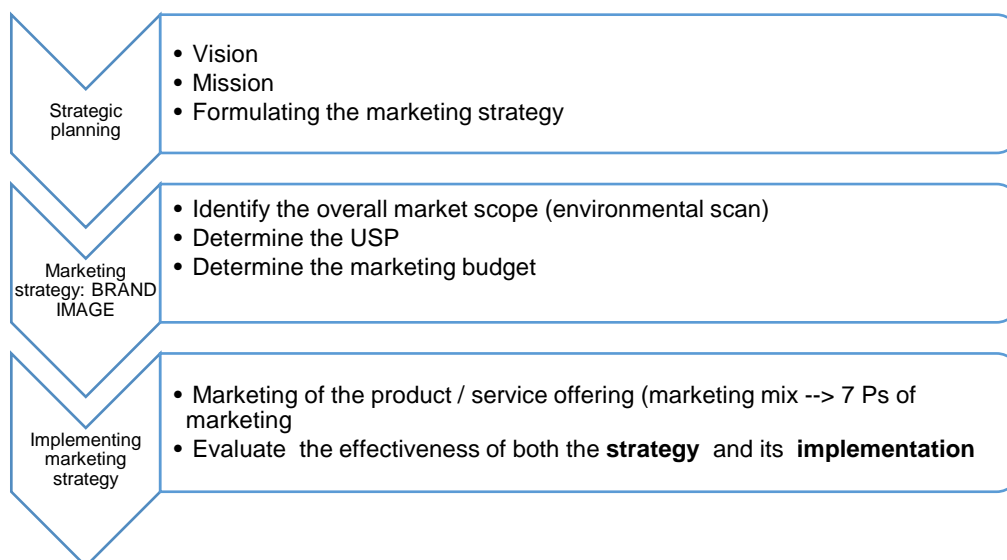 Strategic
planning
• Vision
• Mission
• Formulating the marketing strategy
Marketing
strategy: BRAND
IMAGE
• Identify the overall market scope (environmental scan)
• Determine the USP
• Determine the marketing budget
Implementing
marketing
strategy
• Marketing of the product / service offering (marketing mix --> 7 Ps of
marketing
• Evaluate the effectiveness of both the strategy and its implementation